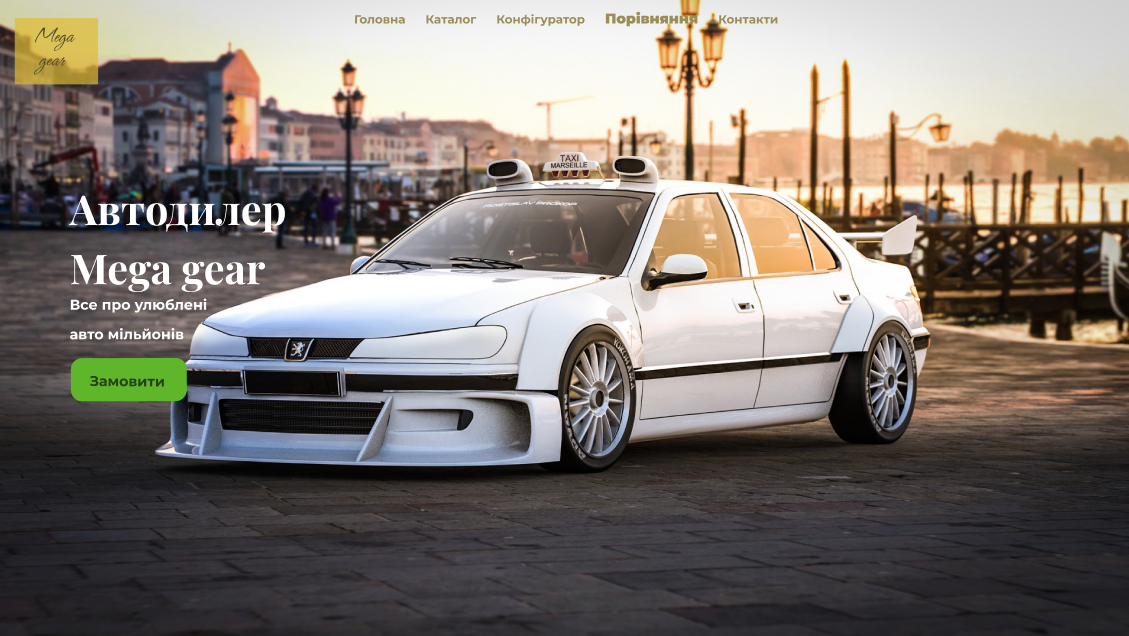 Mega
gear
Головна Каталог Конфігуратор Порівняння Контакти
TAXI
MARSEILLE
Автодилер
Mega gear
Все про улюблені
авто мільйонів
Замовити